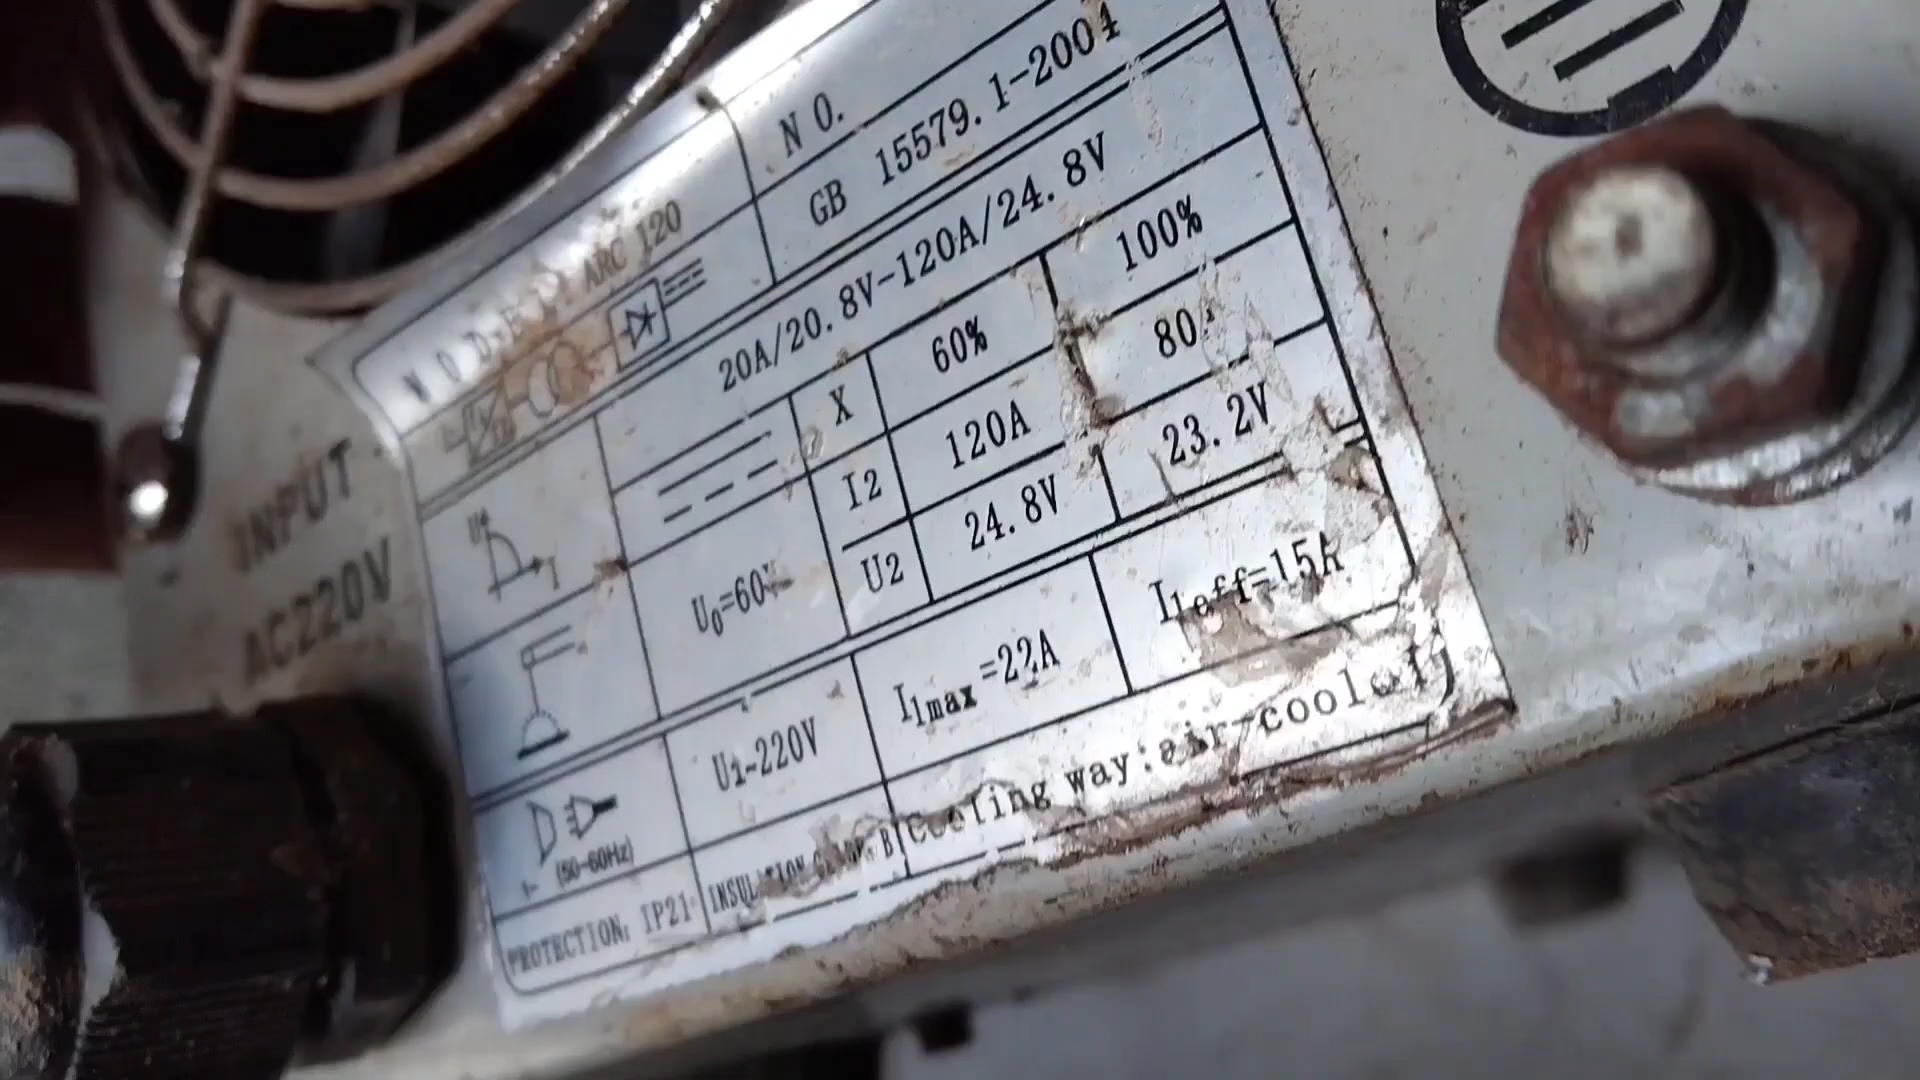 N O.
ARC 120
GB 15579.1-2004
20A/20.8V-120A/24.8V
X 60% 100%
I2 120A 80
U2 24.8V 23.2V
U0=60V
U1~220V I1max=22A I1eff=15A
1~ (50-60Hz)
PROTECTION: IP21 B Cooling way:air-cooled
INPUT
AC220V